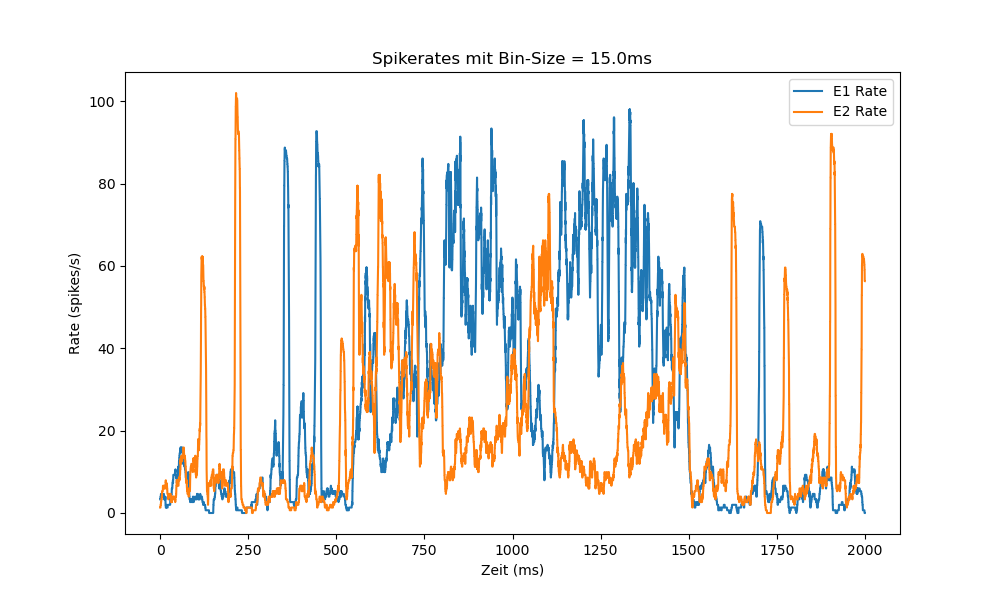 Spikerates mit Bin-Size = 15.0ms
E1 Rate
E2 Rate
Rate (spikes/s)
100
80
60
40
20
0
0 250 500 750 1000 1250 1500 1750 2000
Zeit (ms)